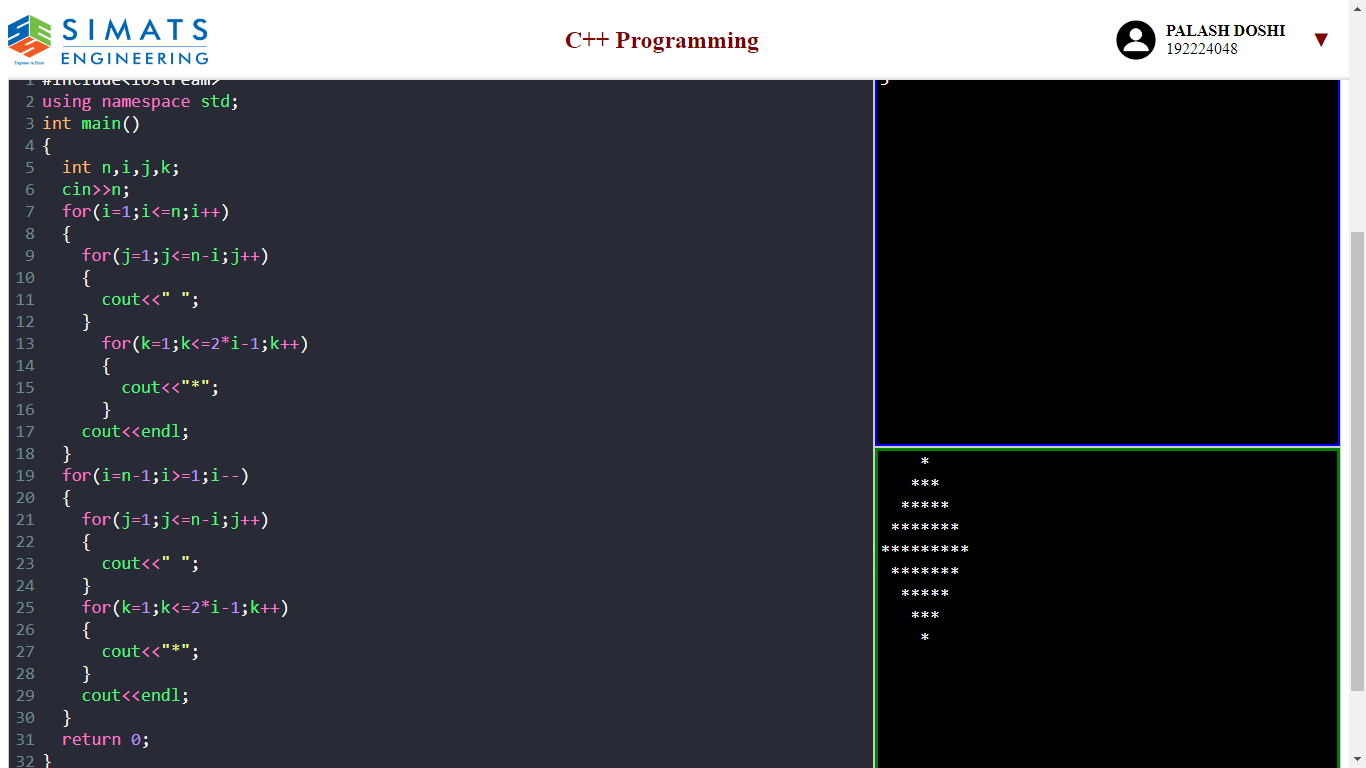 SIMATS
ENGINEERING
Engineer to Excel
C++ Programming
PALASH DOSHI
192224048
▼
1 #include<iostream>
2 using namespace std;
3 int main()
4 {
5   int n,i,j,k;
6   cin>>n;
7   for(i=1;i<=n;i++)
8   {
9     for(j=1;j<=n-i;j++)
10     {
11       cout<<" ";
12     }
13       for(k=1;k<=2*i-1;k++)
14       {
15         cout<<"*";
16       }
17     cout<<endl;
18   }
19   for(i=n-1;i>=1;i--)
20   {
21     for(j=1;j<=n-i;j++)
22     {
23       cout<<" ";
24     }
25     for(k=1;k<=2*i-1;k++)
26     {
27       cout<<"*";
28     }
29     cout<<endl;
30   }
31   return 0;
32 }
    *
   ***
  *****
 *******
*********
 *******
  *****
   ***
    *